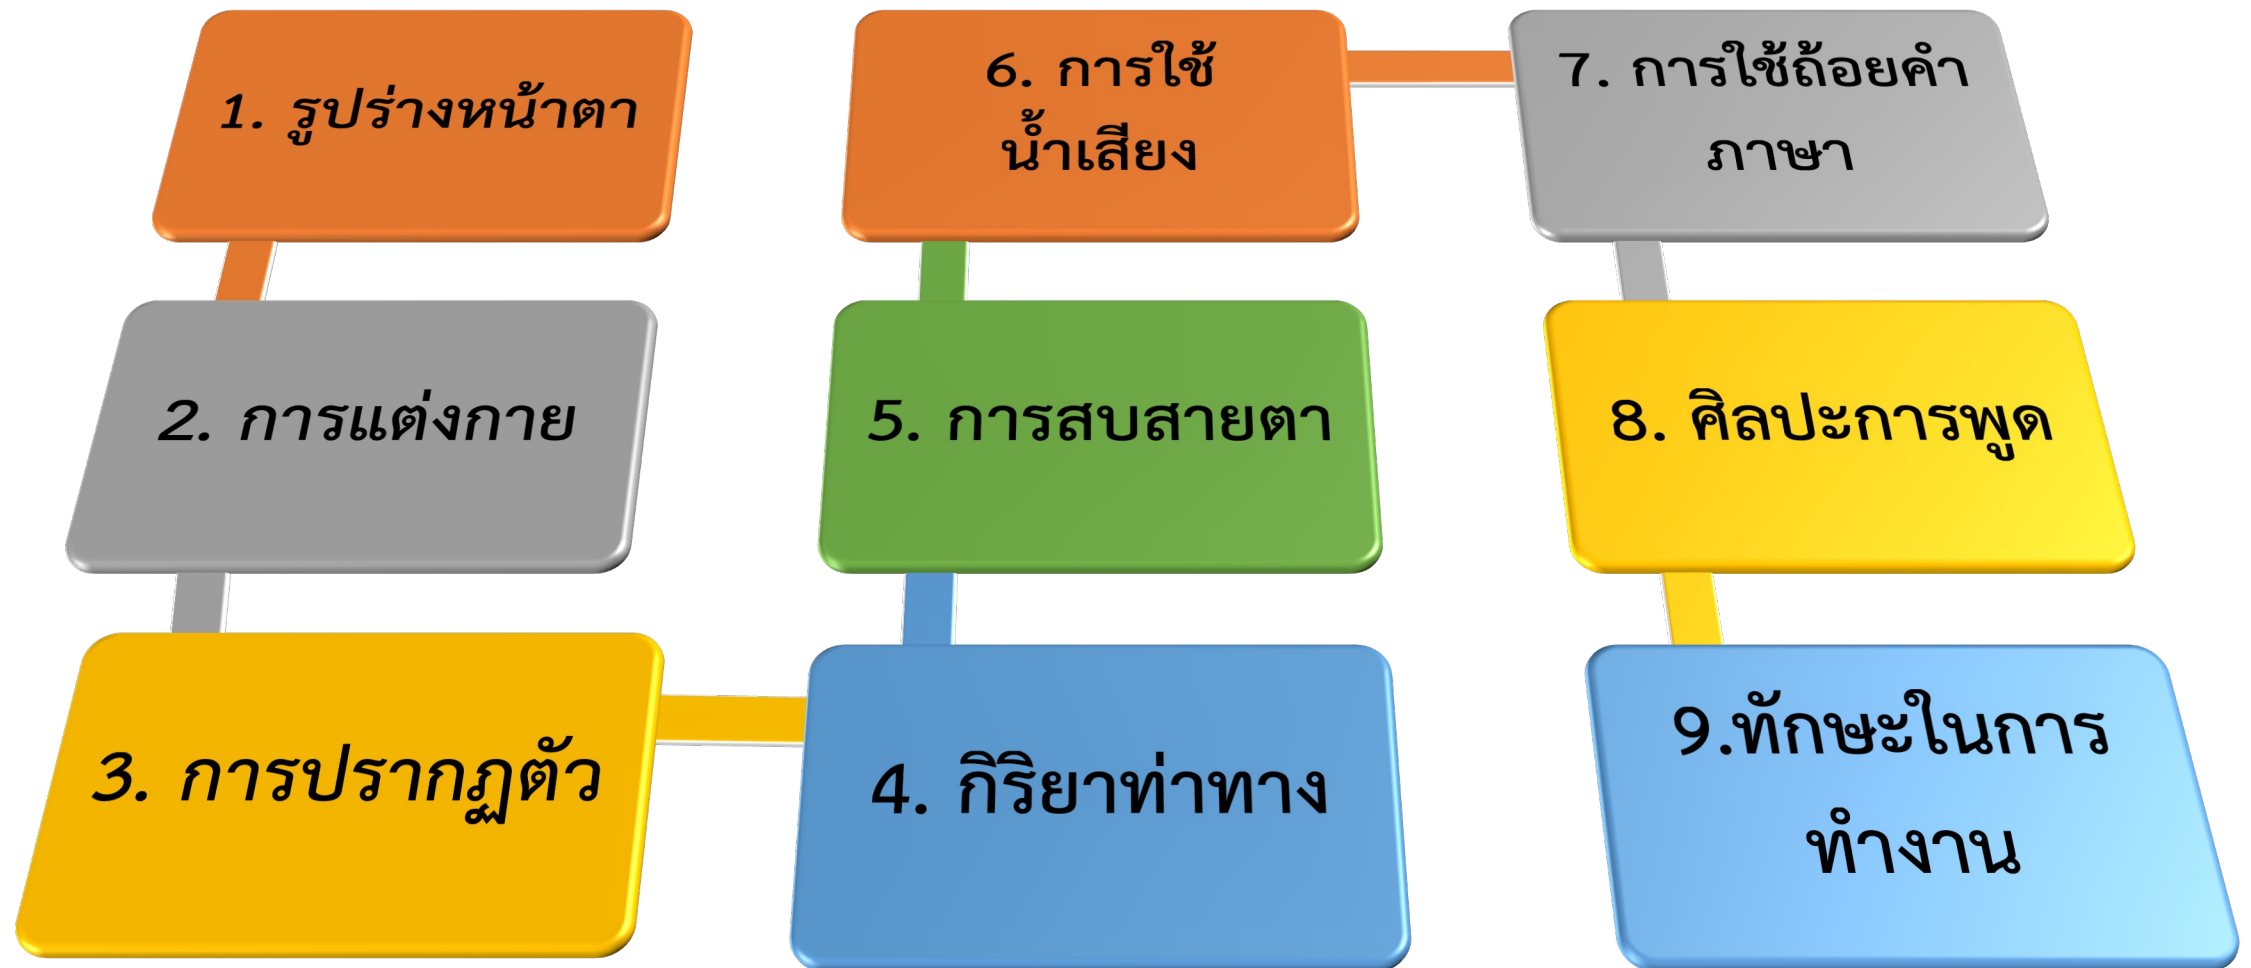 1. รูปร่างหน้าตา
2. การแต่งกาย
3. การปรากฏตัว
4. กิริยาท่าทาง
5. การสบสายตา
6. การใช้
น้ำเสียง
7. การใช้ถ้อยคำ
ภาษา
8. ศิลปะการพูด
9.ทักษะในการ
ทำงาน